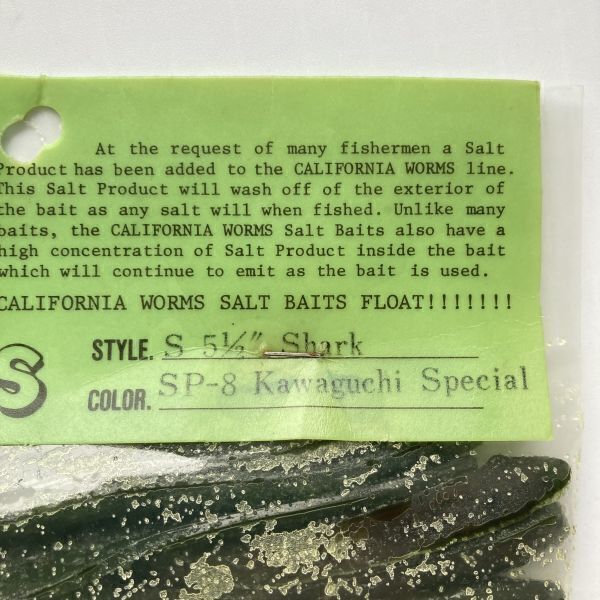 At the request of many fishermen a Salt
Product has been added to the CALIFORNIA WORMS line.
This Salt Product will wash off of the exterior of
the bait as any salt will when fished. Unlike many
baits, the CALIFORNIA WORMS Salt Baits also have a
high concentration of Salt Product inside the bait
which will continue to emit as the bait is used.
CALIFORNIA WORMS SALT BAITS FLOAT!!!!!!!
S
STYLE. S 5½" Shark
COLOR. SP-8 Kawaguchi Special